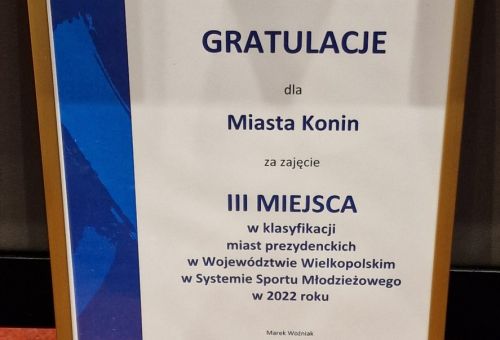 GRATULACJE
dla
Miasta Konin
za zajęcie
III MIEJSCA
w klasyfikacji
miast prezydenckich
w Województwie Wielkopolskim
w Systemie Sportu Młodzieżowego
w 2022 roku
Marek Woźniak